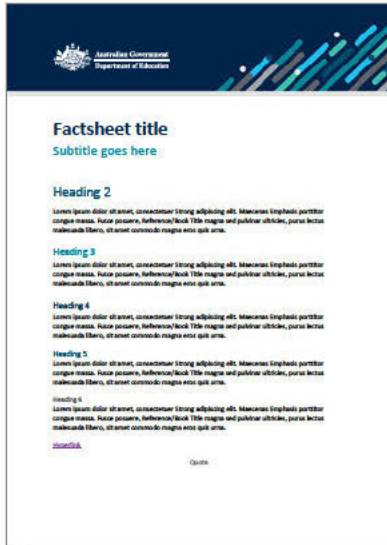 Australian Government
Department of Education
Factsheet title
Subtitle goes here
Heading 2
Lorem ipsum dolor sit amet, consectetuer Strong adipiscing elit. Maecenas Emphasis porttitor
congue massa. Fusce posuere, Reference/Book Title magna sed pulvinar ultricies, purus lectus
malesuada libero, sit amet commodo magna eros quis urna.
Heading 3
Lorem ipsum dolor sit amet, consectetuer Strong adipiscing elit. Maecenas Emphasis porttitor
congue massa. Fusce posuere, Reference/Book Title magna sed pulvinar ultricies, purus lectus
malesuada libero, sit amet commodo magna eros quis urna.
Heading 4
Lorem ipsum dolor sit amet, consectetuer Strong adipiscing elit. Maecenas Emphasis porttitor
congue massa. Fusce posuere, Reference/Book Title magna sed pulvinar ultricies, purus lectus
malesuada libero, sit amet commodo magna eros quis urna.
Heading 5
Lorem ipsum dolor sit amet, consectetuer Strong adipiscing elit. Maecenas Emphasis porttitor
congue massa. Fusce posuere, Reference/Book Title magna sed pulvinar ultricies, purus lectus
malesuada libero, sit amet commodo magna eros quis urna.
Heading 6
Lorem ipsum dolor sit amet, consectetuer Strong adipiscing elit. Maecenas Emphasis porttitor
congue massa. Fusce posuere, Reference/Book Title magna sed pulvinar ultricies, purus lectus
malesuada libero, sit amet commodo magna eros quis urna.
Hyperlink
Quote